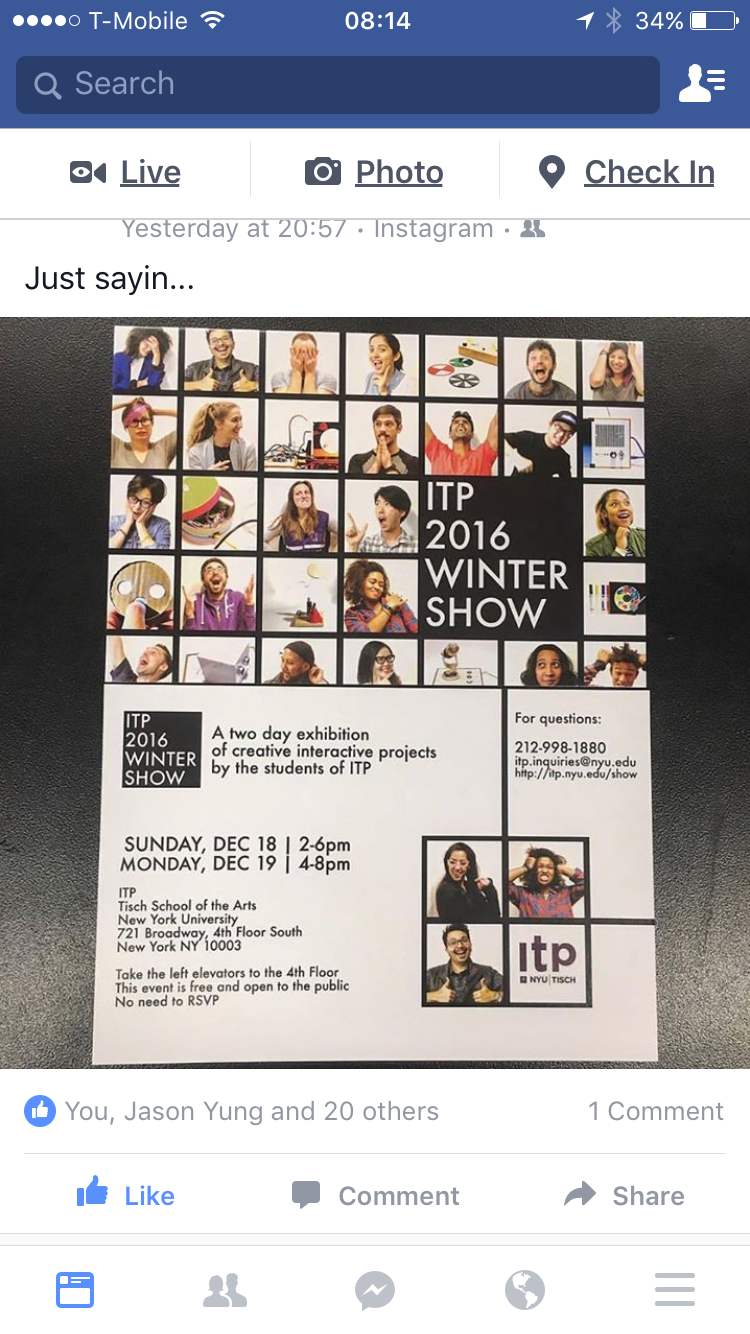 T-Mobile 08:14 34%
Search
Live Photo Check In
Yesterday at 20:57 · Instagram ·
Just sayin...
ITP
2016
WINTER
SHOW
ITP
2016
WINTER
SHOW
A two day exhibition
of creative interactive projects
by the students of ITP
For questions:
212-998-1880
itp.inquiries@nyu.edu
http://itp.nyu.edu/show
SUNDAY, DEC 18 | 2-6pm
MONDAY, DEC 19 | 4-8pm
ITP
Tisch School of the Arts
New York University
721 Broadway, 4th Floor South
New York NY 10003
Take the left elevators to the 4th Floor
This event is free and open to the public
No need to RSVP
itp
NYU | TISCH
You, Jason Yung and 20 others 1 Comment
Like Comment Share